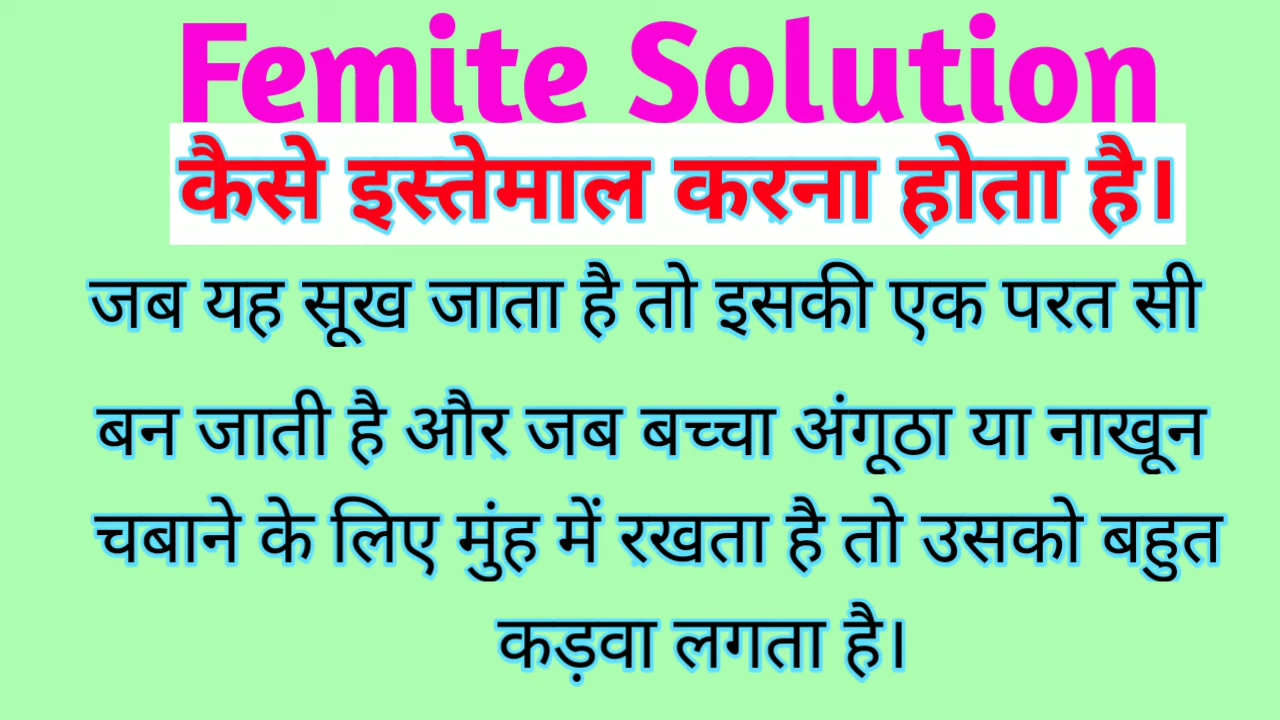 Femite Solution
कैसे इस्तेमाल करना होता है।
जब यह सूख जाता है तो इसकी एक परत सी
बन जाती है और जब बच्चा अंगूठा या नाखून
चबाने के लिए मुंह में रखता है तो उसको बहुत
कड़वा लगता है।